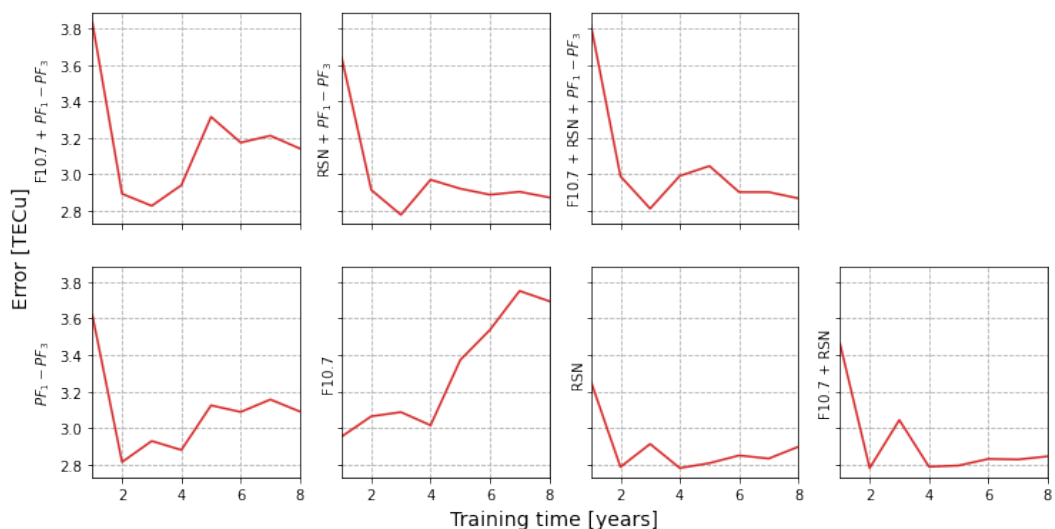 Error [TECu]
F10.7 + PF₁ − PF₃
3.8
3.6
3.4
3.2
3.0
2.8
RSN + PF₁ − PF₃
F10.7 + RSN + PF₁ − PF₃
PF₁ − PF₃
3.8
3.6
3.4
3.2
3.0
2.8
2 4 6 8
F10.7
2 4 6 8
RSN
2 4 6 8
F10.7 + RSN
2 4 6 8
Training time [years]